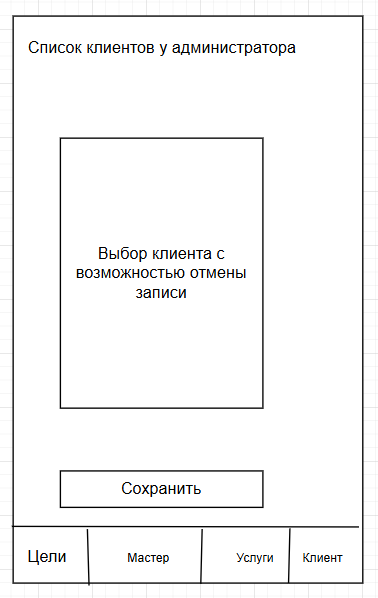 Список клиентов у администратора
Выбор клиента с
возможностью отмены
записи
Сохранить
Цели Мастер Услуги Клиент